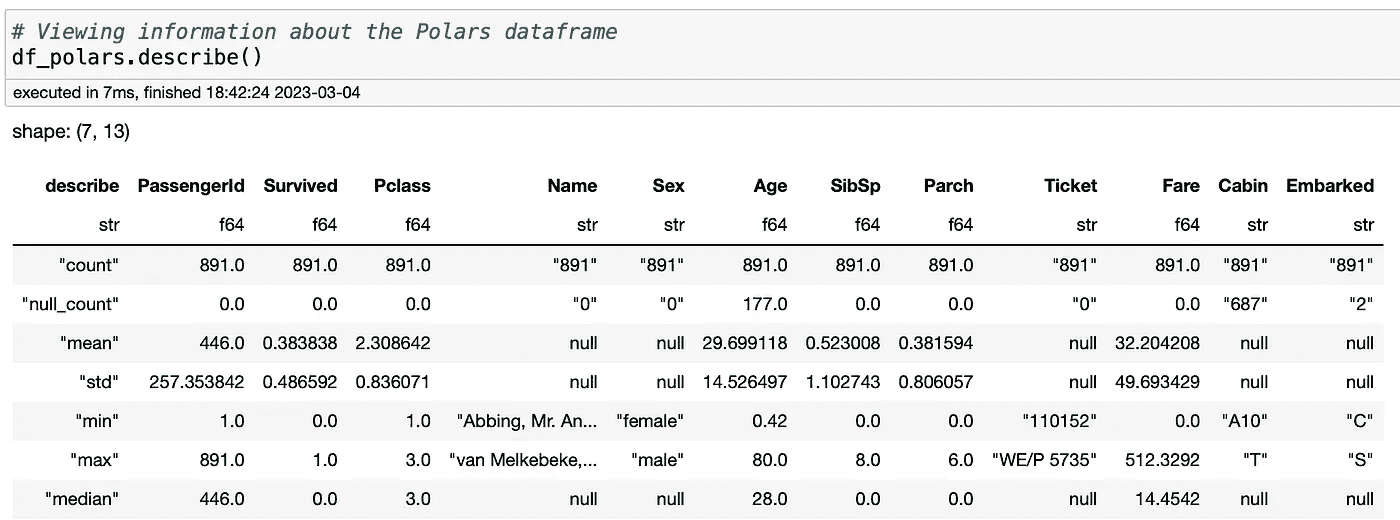 # Viewing information about the Polars dataframe
df_polars.describe()
executed in 7ms, finished 18:42:24 2023-03-04
shape: (7, 13)
describe PassengerId Survived Pclass Name Sex Age SibSp Parch Ticket Fare Cabin Embarked
str f64 f64 f64 str str f64 f64 f64 str f64 str str
"count" 891.0 891.0 891.0 "891" "891" 891.0 891.0 891.0 "891" 891.0 "891" "891"
"null_count" 0.0 0.0 0.0 "0" "0" 177.0 0.0 0.0 "0" 0.0 "687" "2"
"mean" 446.0 0.383838 2.308642 null null 29.699118 0.523008 0.381594 null 32.204208 null null
"std" 257.353842 0.486592 0.836071 null null 14.526497 1.102743 0.806057 null 49.693429 null null
"min" 1.0 0.0 1.0 "Abbing, Mr. An... "female" 0.42 0.0 0.0 "110152" 0.0 "A10" "C"
"max" 891.0 1.0 3.0 "van Melkebeke,... "male" 80.0 8.0 6.0 "WE/P 5735" 512.3292 "T" "S"
"median" 446.0 0.0 3.0 null null 28.0 0.0 0.0 null 14.4542 null null